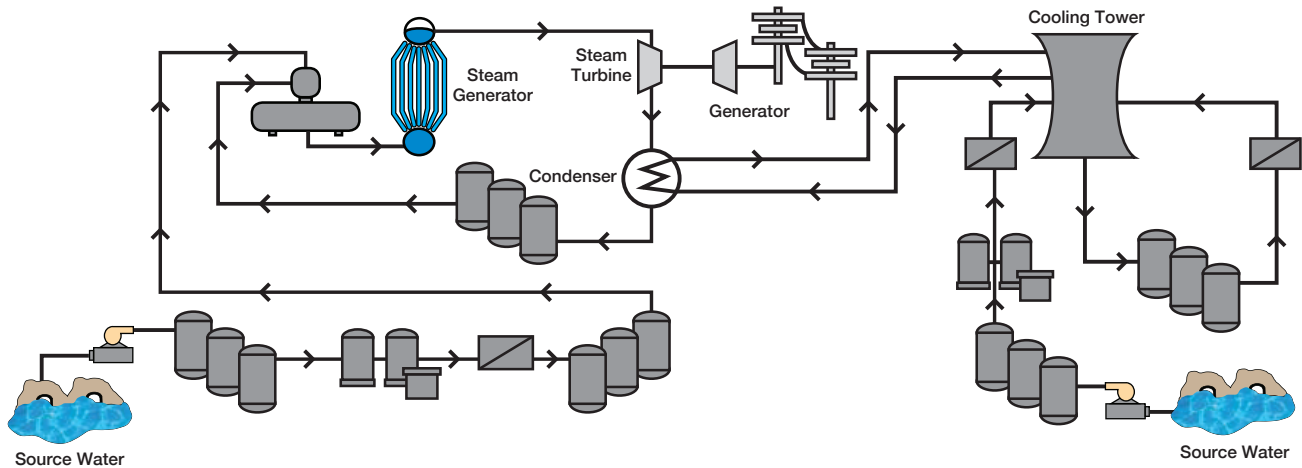 Cooling Tower
Steam
Generator
Steam
Turbine
Generator
Condenser
Source Water
Source Water